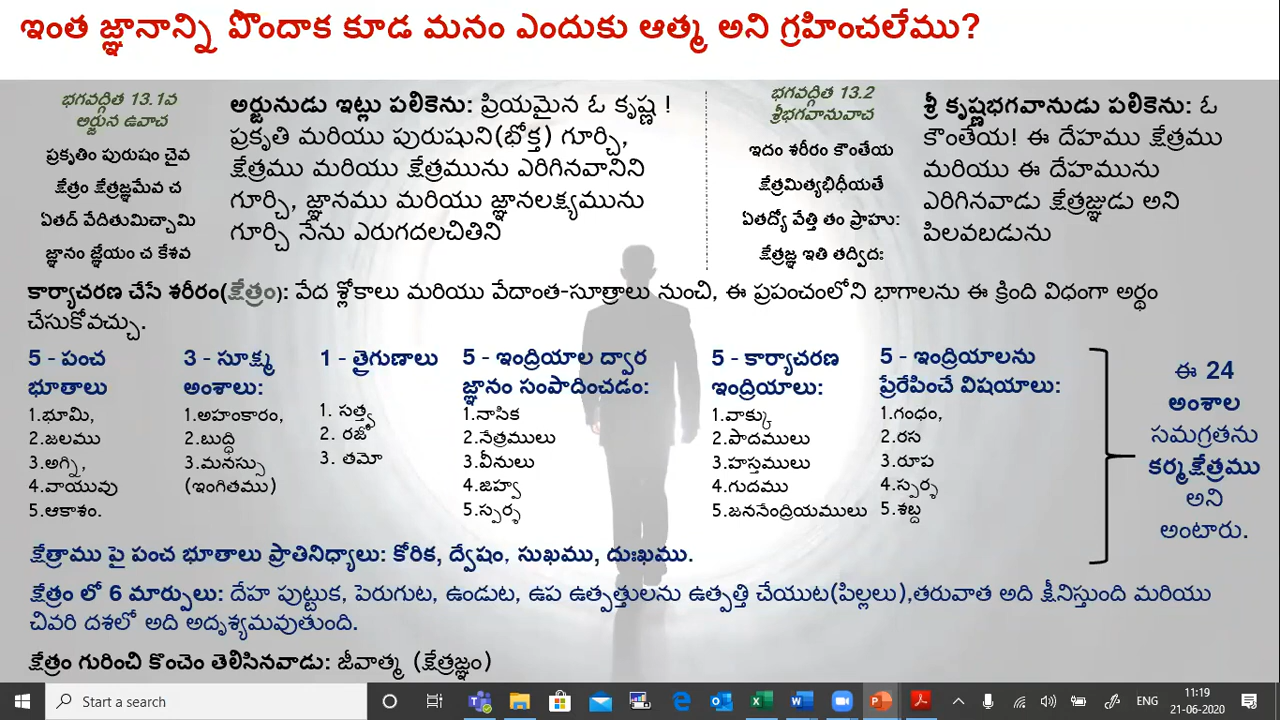 ఇంత జ్ఞానాన్ని పొందాక కూడ మనం ఎందుకు ఆత్మ అని గ్రహించలేము?
భగవద్గీత 13.1వ
అర్జున ఉవాచ
ప్రకృతిం పురుషం చైవ
క్షేత్రం క్షేత్రజ్ఞమేవ చ
ఏతద్ వేదితుమిచ్ఛామి
జ్ఞానం జ్ఞేయం చ కేశవ
అర్జునుడు ఇట్లు పలికెను: ప్రియమైన ఓ కృష్ణ !
ప్రకృతి మరియు పురుషుని(భోక్త) గూర్చి,
క్షేత్రము మరియు క్షేత్రమును ఎరిగినవానిని
గూర్చి, జ్ఞానము మరియు జ్ఞానలక్ష్యమును
గూర్చి నేను ఎరుగదలచితిని
భగవద్గీత 13.2
శ్రీభగవానువాచ
ఇదం శరీరం కౌంతేయ
క్షేత్రమిత్యభిధీయతే
ఏతద్యో వేత్తి తం ప్రాహు:
క్షేత్రజ్ఞ ఇతి తద్విదః
శ్రీ కృష్ణభగవానుడు పలికెను: ఓ
కౌంతేయ! ఈ దేహము క్షేత్రము
మరియు ఈ దేహమును
ఎరిగినవాడు క్షేత్రజ్ఞుడు అని
పిలవబడును
కార్యాచరణ చేసే శరీరం(క్షేత్రం): వేద శ్లోకాలు మరియు వేదాంత-సూత్రాలు నుంచి, ఈ ప్రపంచంలోని భాగాలను ఈ క్రింది విధంగా అర్థం
చేసుకోవచ్చు.
5 - పంచ
భూతాలు
1.భూమి,
2.జలము
3.అగ్ని,
4.వాయువు
5.ఆకాశం.
3 - సూక్ష్మ
అంశాలు:
1.అహంకారం,
2.బుద్ధి
3.మనస్సు
(ఇంగితము)
1 - త్రైగుణాలు
1. సత్త్వ
2. రజో
3. తమో
5 - ఇంద్రియాల ద్వార
జ్ఞానం సంపాదించడం:
1.నాసిక
2.నేత్రములు
3.వీనులు
4.జిహ్వ
5.స్పర్శ
5 - కార్యాచరణ
ఇంద్రియాలు:
1.వాక్కు
2.పాదములు
3.హస్తములు
4.గుదము
5.జననేంద్రియములు
5 - ఇంద్రియాలను
ప్రేరేపించే విషయాలు:
1.గంధం,
2.రస
3.రూప
4.స్పర్శ
5.శబ్ద
ఈ 24
అంశాల
సమగ్రతను
కర్మక్షేత్రము
అని
అంటారు.
క్షేత్రాము పై పంచ భూతాలు ప్రాతినిధ్యాలు: కోరిక, ద్వేషం, సుఖము, దుఃఖము.
క్షేత్రం లో 6 మార్పులు: దేహ పుట్టుక, పెరుగుట, ఉండుట, ఉప ఉత్పత్తులను ఉత్పత్తి చేయుట(పిల్లలు),తరువాత అది క్షీనిస్తుంది మరియు
చివరి దశలో అది అదృశ్యమవుతుంది.
క్షేత్రం గురించి కొంచెం తెలిసినవాడు: జీవాత్మ (క్షేత్రజ్ఞం)
Start a search
ENG
11:19
21-06-2020